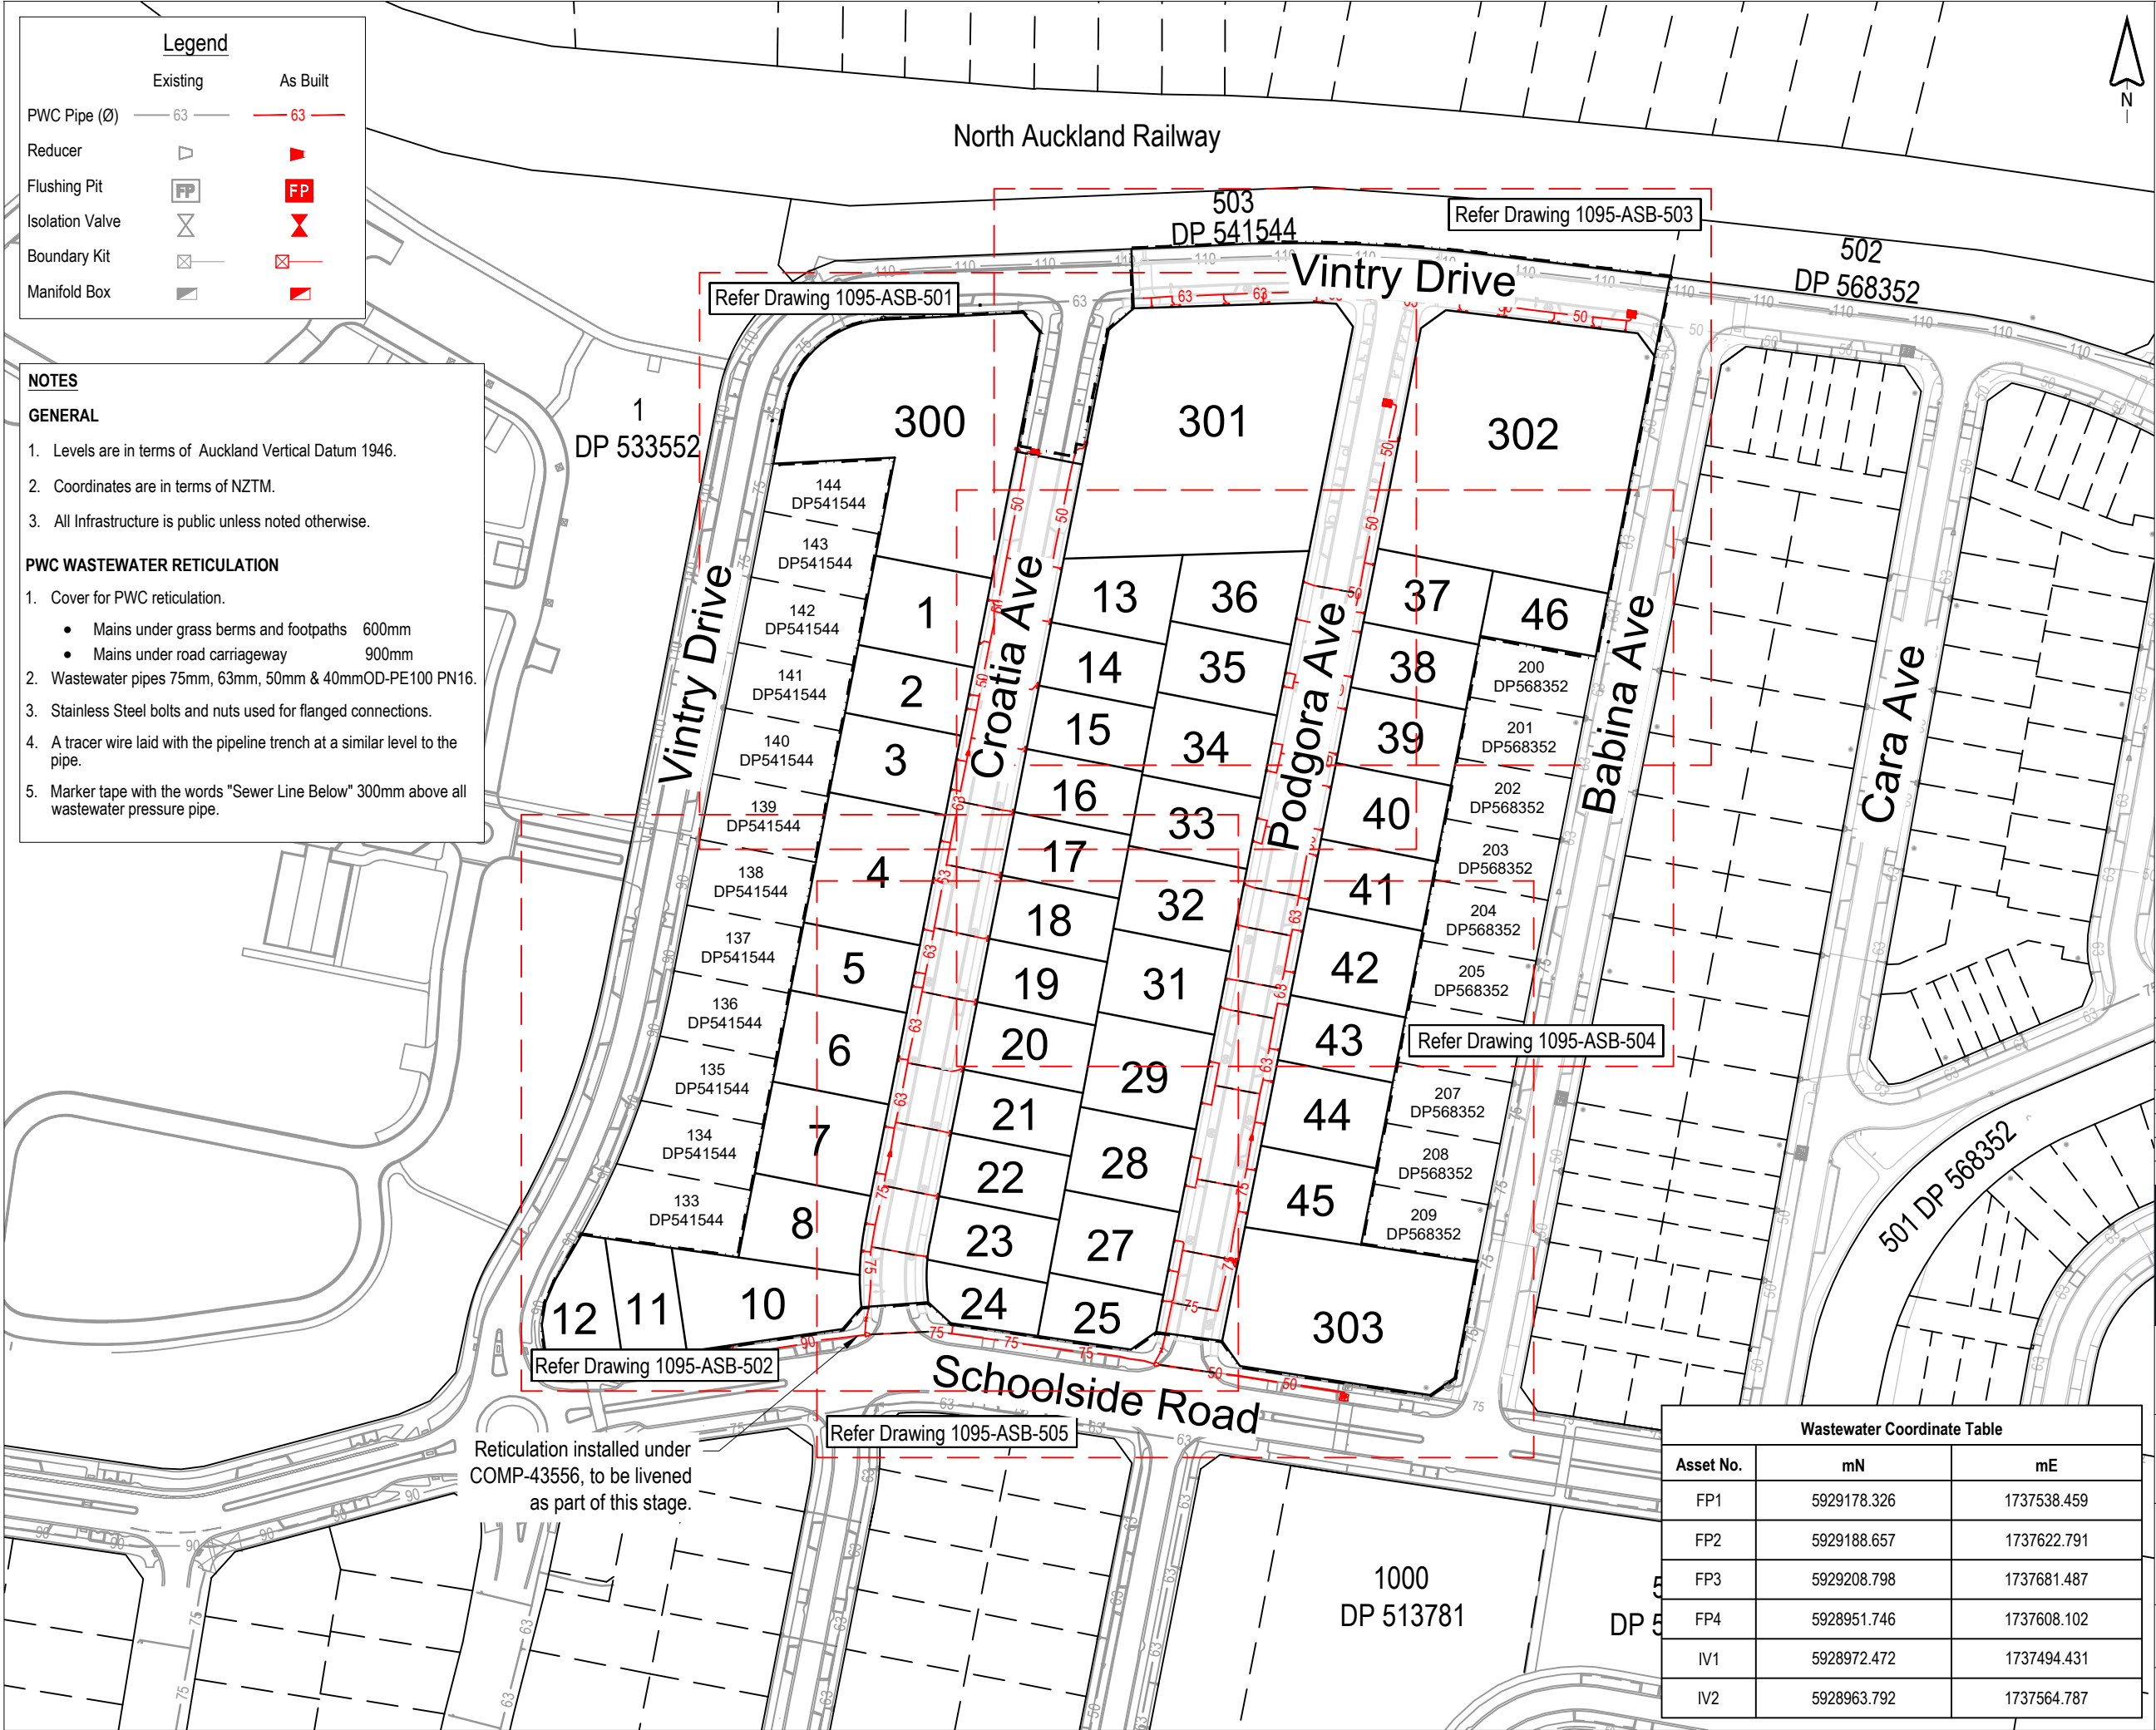 Legend
Existing As Built
PWC Pipe (Ø) 63 63
Reducer
Flushing Pit FP FP
Isolation Valve
Boundary Kit
Manifold Box
NOTES
GENERAL
1. Levels are in terms of Auckland Vertical Datum 1946.
2. Coordinates are in terms of NZTM.
3. All Infrastructure is public unless noted otherwise.
PWC WASTEWATER RETICULATION
1. Cover for PWC reticulation.
• Mains under grass berms and footpaths 600mm
• Mains under road carriageway 900mm
2. Wastewater pipes 75mm, 63mm, 50mm & 40mmOD-PE100 PN16.
3. Stainless Steel bolts and nuts used for flanged connections.
4. A tracer wire laid with the pipeline trench at a similar level to the
pipe.
5. Marker tape with the words "Sewer Line Below" 300mm above all
wastewater pressure pipe.
N
North Auckland Railway
503
DP 541544
Refer Drawing 1095-ASB-503
502
DP 568352
Vintry Drive
Refer Drawing 1095-ASB-501
1
DP 533552
300
301
302
144
DP541544
143
DP541544
142
DP541544
141
DP541544
140
DP541544
139
DP541544
138
DP541544
137
DP541544
136
DP541544
135
DP541544
134
DP541544
133
DP541544
Vintry Drive
Croatia Ave
Podgora Ave
Babina Ave
Cara Ave
1
2
3
4
5
6
7
8
10
11
12
13
14
15
16
17
18
19
20
21
22
23
24
25
27
28
29
31
32
33
34
35
36
37
38
39
40
41
42
43
44
45
46
303
200
DP568352
201
DP568352
202
DP568352
203
DP568352
204
DP568352
205
DP568352
207
DP568352
208
DP568352
209
DP568352
Refer Drawing 1095-ASB-504
501 DP 568352
Refer Drawing 1095-ASB-502
Schoolside Road
Refer Drawing 1095-ASB-505
Reticulation installed under
COMP-43556, to be livened
as part of this stage.
1000
DP 513781
DP 5
Wastewater Coordinate Table
Asset No. mN mE
FP1 5929178.326 1737538.459
FP2 5929188.657 1737622.791
FP3 5929208.798 1737681.487
FP4 5928951.746 1737608.102
IV1 5928972.472 1737494.431
IV2 5928963.792 1737564.787